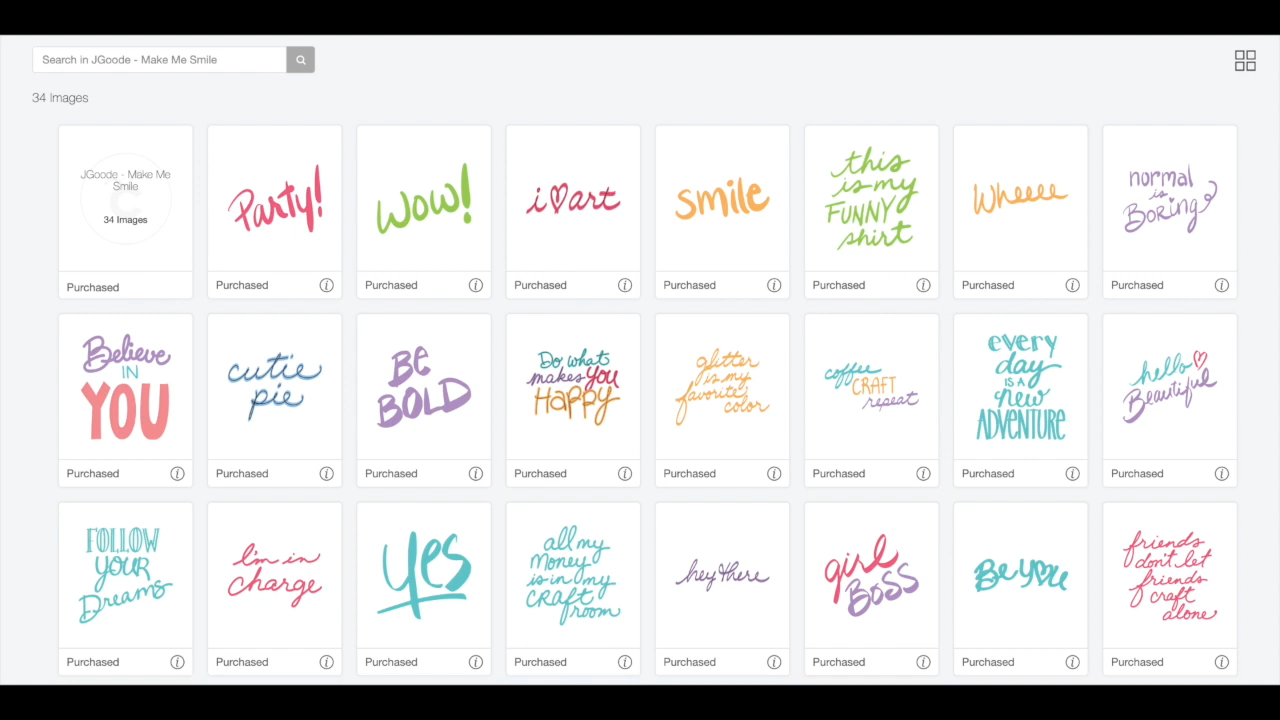 Search in JGoode - Make Me Smile
34 Images
JGoode - Make Me
Smile
34 Images
Purchased
Party!
Purchased
Wow!
Purchased
i art
Purchased
smile
Purchased
this
is my
FUNNY
shirt
Purchased
Wheeee
Purchased
normal
is
Boring
Purchased
Believe
IN
YOU
Purchased
cutie
pie
Purchased
BE
BOLD
Purchased
Do what
makes YOU
Happy
Purchased
glitter
is my
favorite
color
Purchased
coffee
CRAFT
repeat
Purchased
every
day
IS A
new
ADVENTURE
Purchased
hello
Beautiful
Purchased
FOLLOW
YOUR
Dreams
Purchased
I'm in
charge
Purchased
Yes
Purchased
all my
money
is in my
CRAFT
room
Purchased
hey there
Purchased
girl
BOSS
Purchased
Be you
Purchased
friends
don't let
friends
craft
alone
Purchased